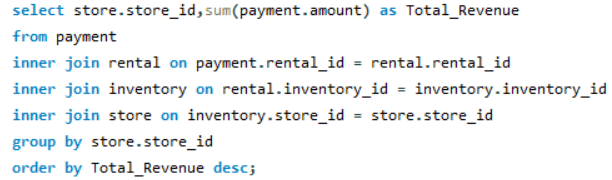 select store.store_id,sum(payment.amount) as Total_Revenue
from payment
inner join rental on payment.rental_id = rental.rental_id
inner join inventory on rental.inventory_id = inventory.inventory_id
inner join store on inventory.store_id = store.store_id
group by store.store_id
order by Total_Revenue desc;